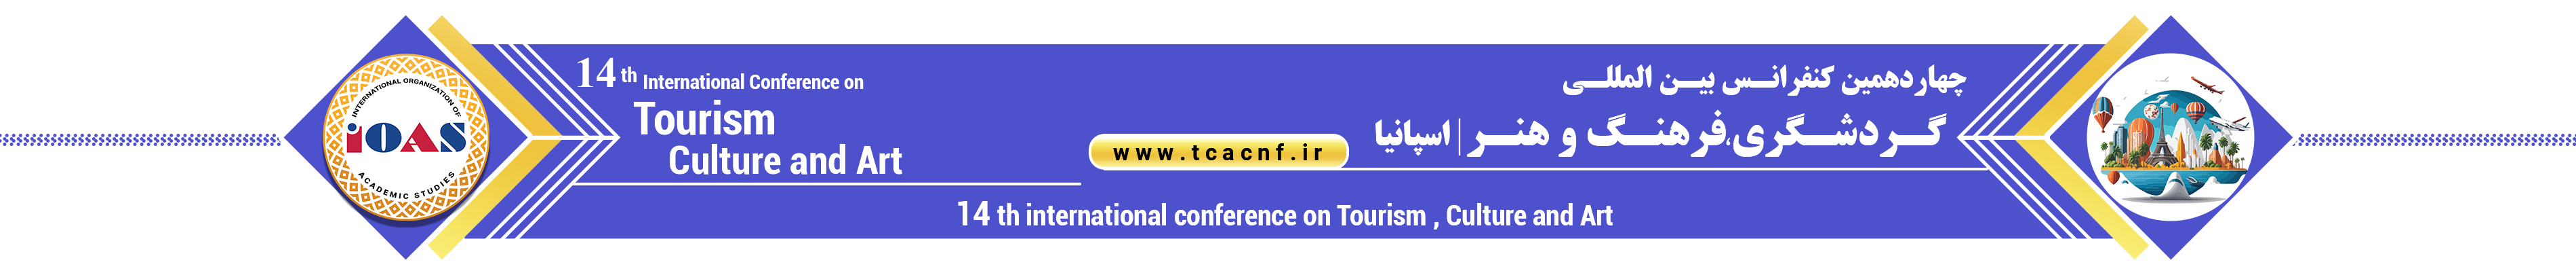 INTERNATIONAL ORGANIZATION OF
iOAS
ACADEMIC STUDIES
14 th International Conference on
Tourism
Culture and Art
چهاردهمین کنفرانس بین المللی
گردشگری،فرهنگ و هنر | اسپانیا
www.tcacnf.ir
14 th international conference on Tourism , Culture and Art